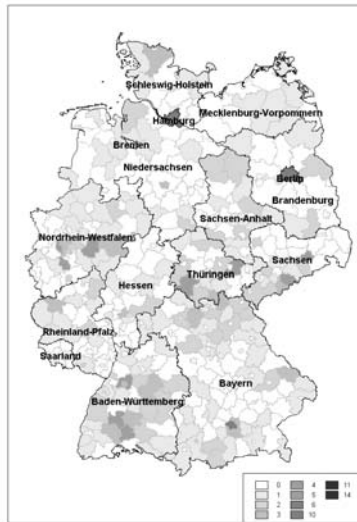 Schleswig-Holstein
Mecklenburg-Vorpommern
Hamburg
Bremen
Niedersachsen
Berlin
Brandenburg
Sachsen-Anhalt
Nordrhein-Westfalen
Sachsen
Thüringen
Hessen
Rheinland-Pfalz
Saarland
Bayern
Baden-Württemberg
0 4 11
1 5 14
2 6
3 10